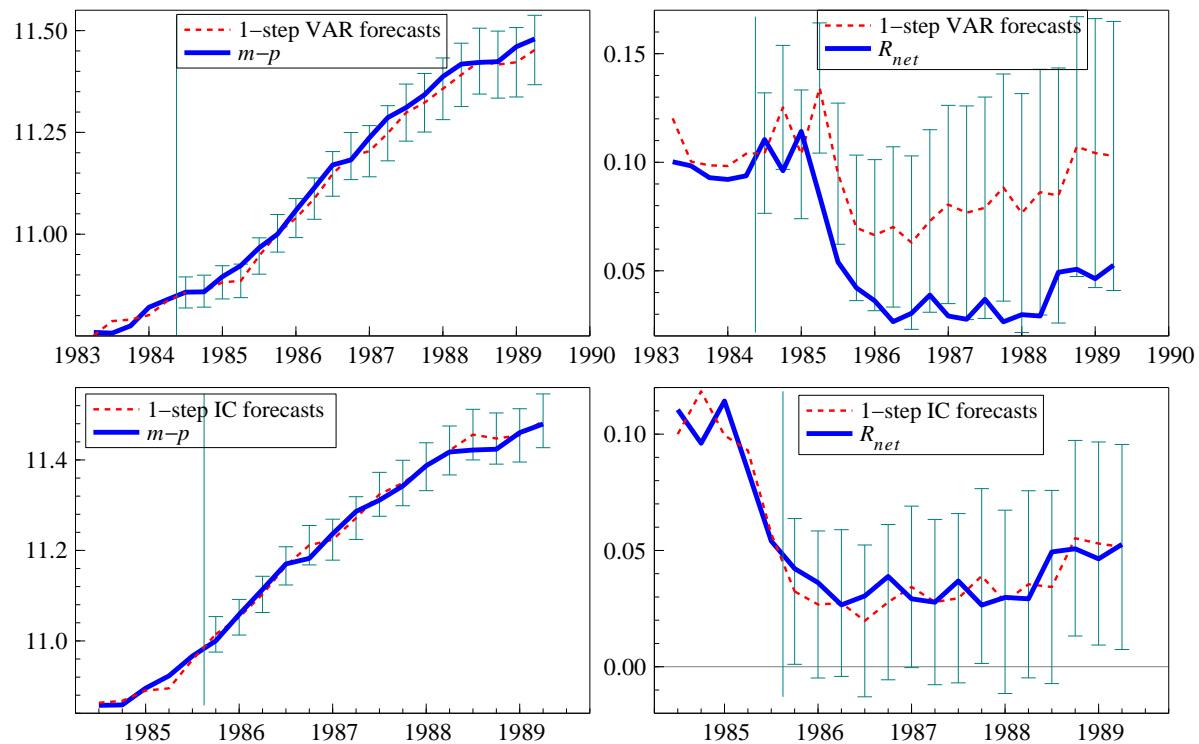 1−step VAR forecasts
m−p
11.50
11.25
11.00
1983 1984 1985 1986 1987 1988 1989 1990
1−step VAR forecasts
R_net
0.15
0.10
0.05
1983 1984 1985 1986 1987 1988 1989 1990
1−step IC forecasts
m−p
11.4
11.2
11.0
1985 1986 1987 1988 1989
1−step IC forecasts
R_net
0.10
0.05
0.00
1985 1986 1987 1988 1989